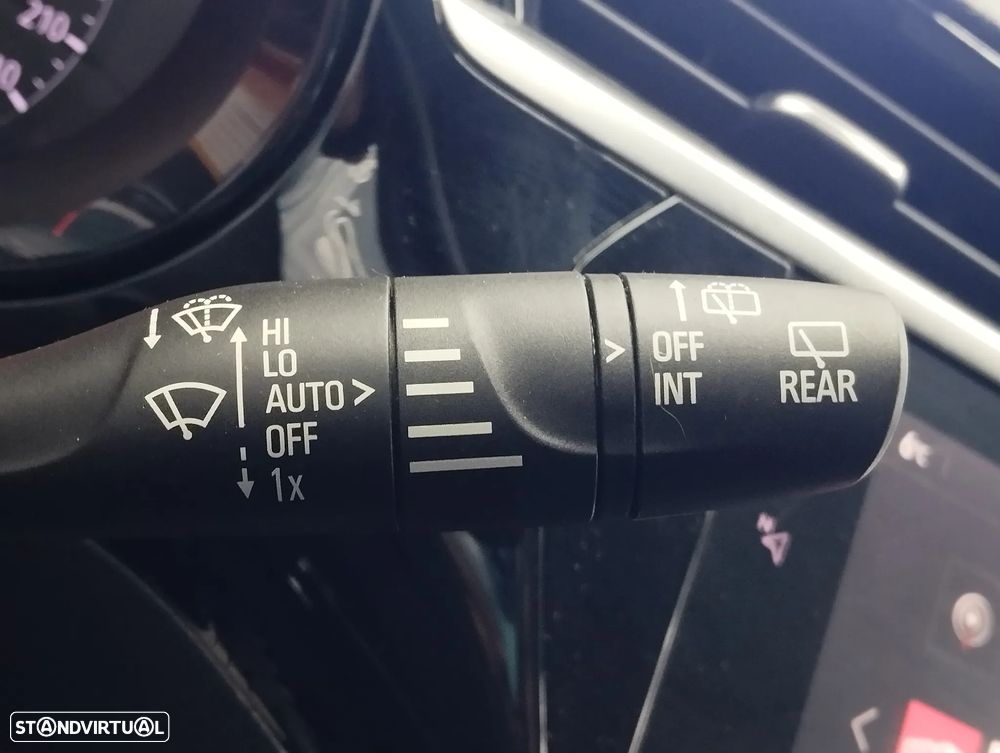 210
HI
LO
AUTO >
OFF
1x
>
OFF
INT
REAR
N
STANDVIRTUAL